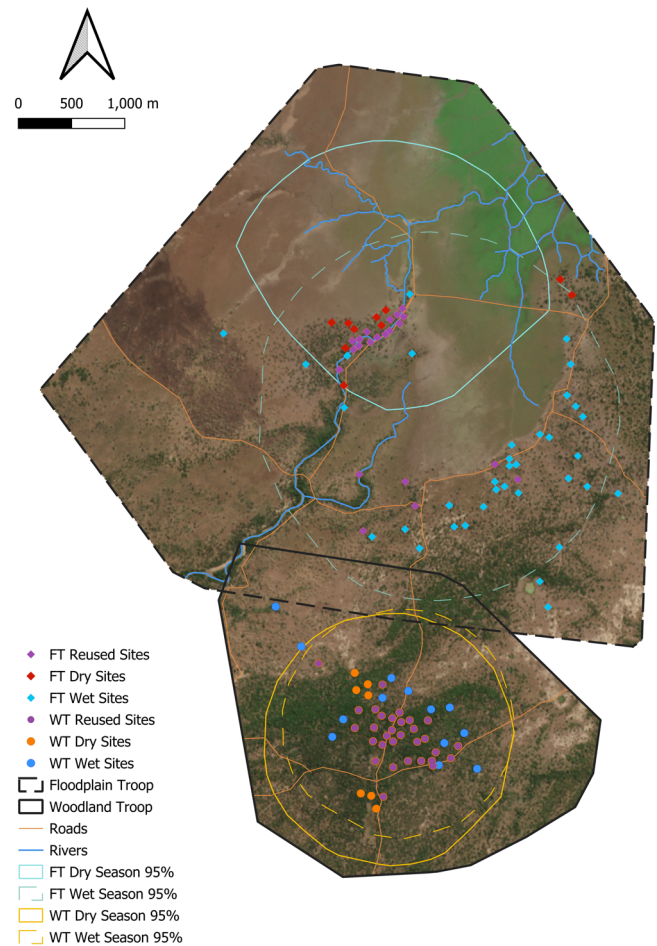 0 500 1,000 m
FT Reused Sites
FT Dry Sites
FT Wet Sites
WT Reused Sites
WT Dry Sites
WT Wet Sites
Floodplain Troop
Woodland Troop
Roads
Rivers
FT Dry Season 95%
FT Wet Season 95%
WT Dry Season 95%
WT Wet Season 95%